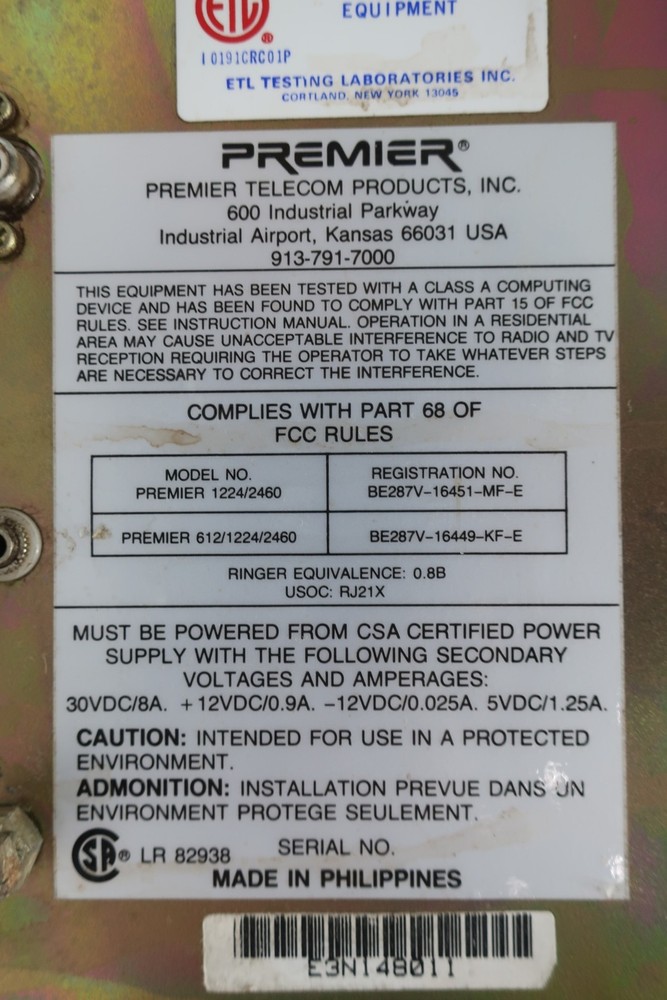 ETL
®
EQUIPMENT
I0191CRC01P
ETL TESTING LABORATORIES INC.
CORTLAND, NEW YORK 13045
PREMIER®
PREMIER TELECOM PRODUCTS, INC.
600 Industrial Parkway
Industrial Airport, Kansas 66031 USA
913-791-7000
THIS EQUIPMENT HAS BEEN TESTED WITH A CLASS A COMPUTING
DEVICE AND HAS BEEN FOUND TO COMPLY WITH PART 15 OF FCC
RULES. SEE INSTRUCTION MANUAL. OPERATION IN A RESIDENTIAL
AREA MAY CAUSE UNACCEPTABLE INTERFERENCE TO RADIO AND TV
RECEPTION REQUIRING THE OPERATOR TO TAKE WHATEVER STEPS
ARE NECESSARY TO CORRECT THE INTERFERENCE.
COMPLIES WITH PART 68 OF
FCC RULES
MODEL NO. REGISTRATION NO.
PREMIER 1224/2460 BE287V-16451-MF-E
PREMIER 612/1224/2460 BE287V-16449-KF-E
RINGER EQUIVALENCE: 0.8B
USOC: RJ21X
MUST BE POWERED FROM CSA CERTIFIED POWER
SUPPLY WITH THE FOLLOWING SECONDARY
VOLTAGES AND AMPERAGES:
30VDC/8A. +12VDC/0.9A. -12VDC/0.025A. 5VDC/1.25A.
CAUTION: INTENDED FOR USE IN A PROTECTED
ENVIRONMENT.
ADMONITION: INSTALLATION PREVUE DANS UN
ENVIRONMENT PROTEGE SEULEMENT.
SA® LR 82938 SERIAL NO.
MADE IN PHILIPPINES
E3N148011